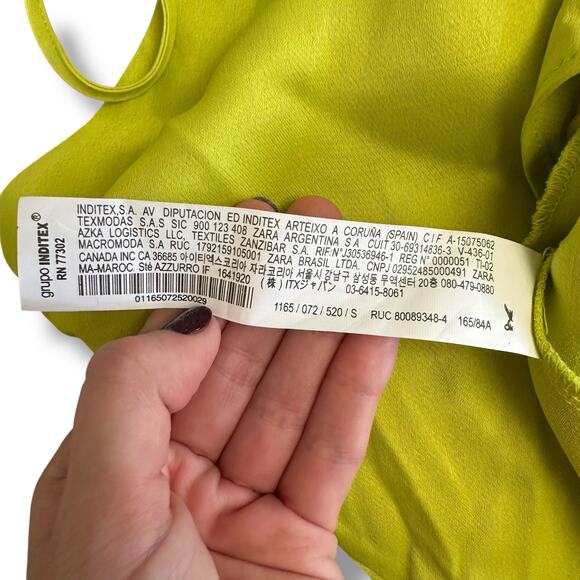 grupo INDITEX®
RN 77302
INDITEX,S.A. AV DIPUTACION ED INDITEX ARTEIXO A CORUÑA (SPAIN) C I F A-15075062
TEXMODAS S.A.S SIC 900 123 408 ZARA ARGENTINA S.A CUIT 30-69314836-3 V-436-01
AZKA LOGISTICS LLC, TEXTILES ZANZIBAR S.A. RIF:N°J30536946-1 REG N° 0000051 TI-02
MACROMODA S.A RUC 1792159105001 ZARA BRASIL LTDA. CNPJ 02952485000491 ZARA
CANADA INC CA 36685 아이티엑스코리아 자라코리아 서울시 강남구 삼성동 무역센터 20층 080-479-0880
MA-MAROC Sté AZZURRO IF 1641920 (株) ITXジャパン 03-6415-8061
01165072520029
1165 / 072 / 520 / S RUC 80089348-4 165/84A